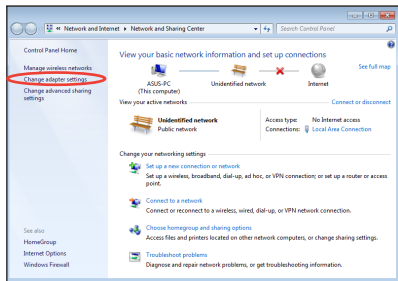 Network and Internet
Network and Sharing Center
Search Control Panel
Control Panel Home
Manage wireless networks
Change adapter settings
Change advanced sharing
settings
See also
HomeGroup
Internet Options
Windows Firewall
View your basic network information and set up connections
See full map
ASUS-PC
(This computer)
Unidentified network
Internet
View your active networks
Connect or disconnect
Unidentified network
Public network
Access type: No Internet access
Connections: Local Area Connection
Change your networking settings
Set up a new connection or network
Set up a wireless, broadband, dial-up, ad hoc, or VPN connection; or set up a router or access
point.
Connect to a network
Connect or reconnect to a wireless, wired, dial-up, or VPN network connection.
Choose homegroup and sharing options
Access files and printers located on other network computers, or change sharing settings.
Troubleshoot problems
Diagnose and repair network problems, or get troubleshooting information.